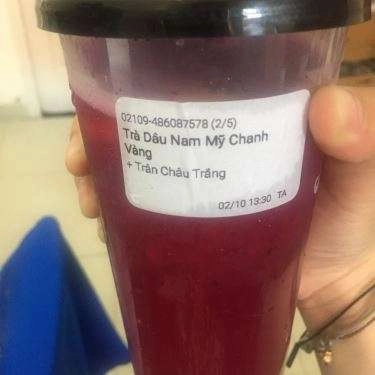 02109-486087578 (2/5)
Trà Dâu Nam Mỹ Chanh
Vàng
+ Trân Châu Trắng
02/10 13:30 TA